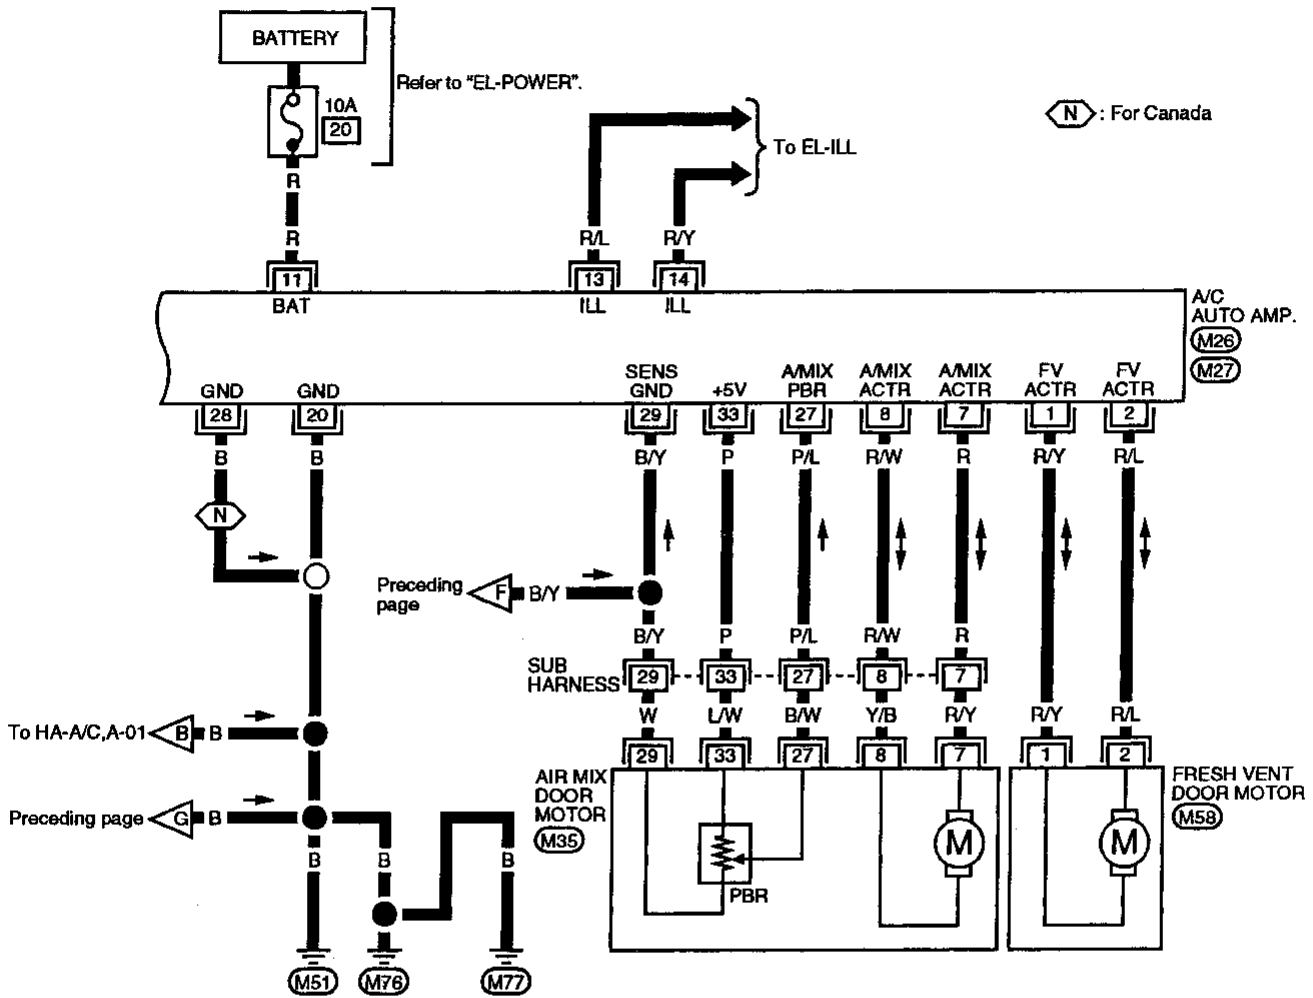 BATTERY
Refer to "EL-POWER".
10A
20
N : For Canada
To EL-ILL
R
R
R/L
R/Y
11
13
14
BAT
ILL
ILL
A/C
AUTO AMP.
M26
M27
GND
GND
SENS
GND
+5V
A/MIX
PBR
A/MIX
ACTR
A/MIX
ACTR
FV
ACTR
FV
ACTR
28
20
29
33
27
8
7
1
2
B
B
B/Y
P
P/L
R/W
R
R/Y
R/L
N
Preceding
page
F
B/Y
B/Y
P
P/L
R/W
R
SUB
HARNESS
29
33
27
8
7
W
L/W
B/W
Y/B
R/Y
R/Y
R/L
To HA-A/C,A-01
B
B
29
33
27
8
7
1
2
AIR MIX
DOOR
MOTOR
M35
FRESH VENT
DOOR MOTOR
M58
Preceding page
G
B
M
M
B
B
B
PBR
M51
M76
M77